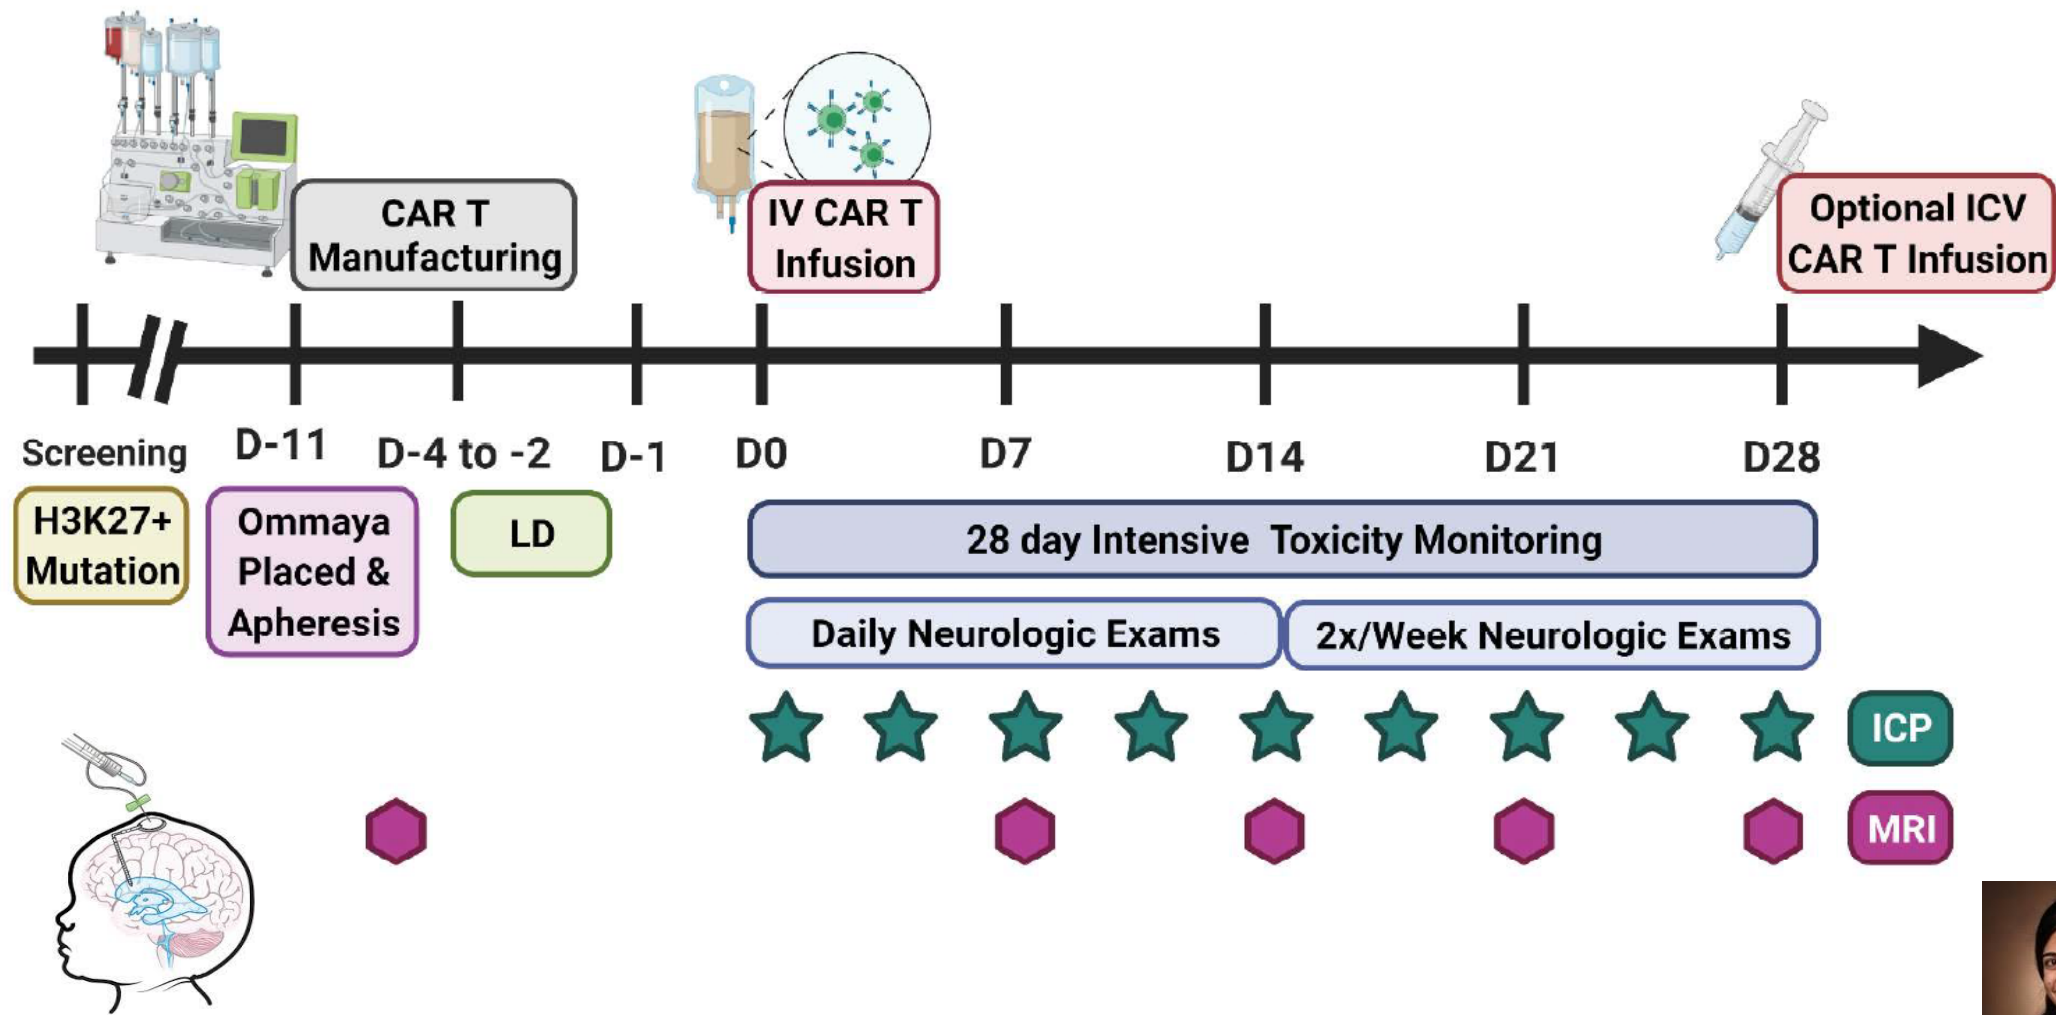 CAR T
Manufacturing
IV CAR T
Infusion
Optional ICV
CAR T Infusion
Screening
D-11
D-4 to -2
D-1
D0
D7
D14
D21
D28
H3K27+
Mutation
Ommaya
Placed &
Apheresis
LD
28 day Intensive Toxicity Monitoring
Daily Neurologic Exams
2x/Week Neurologic Exams
ICP
MRI